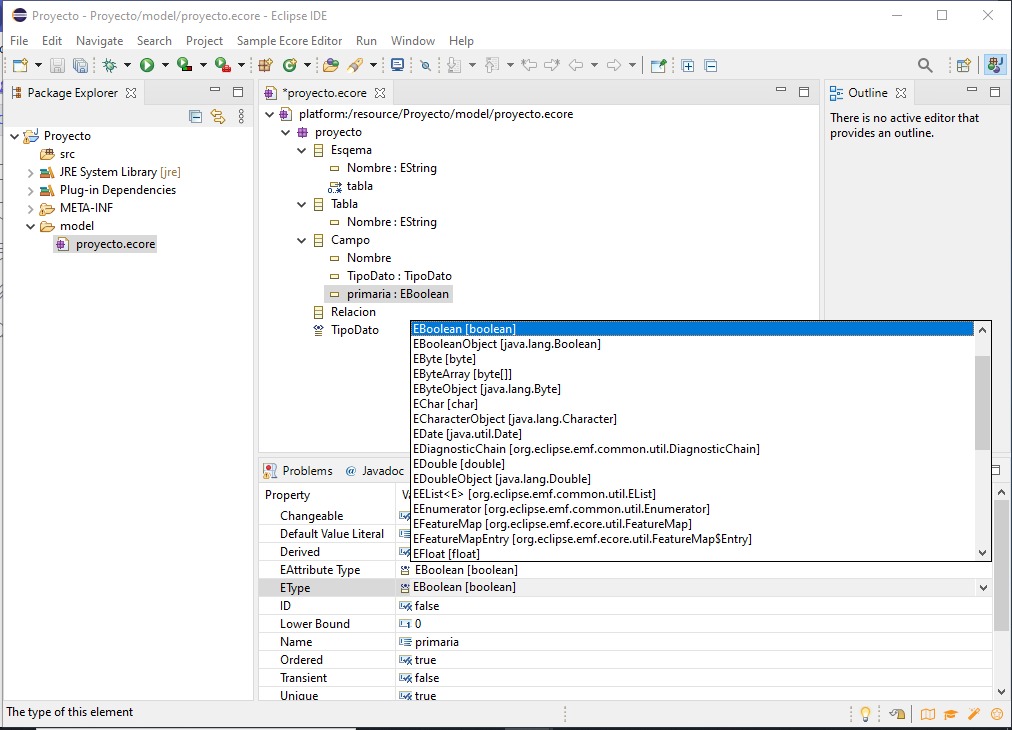 Proyecto - Proyecto/model/proyecto.ecore - Eclipse IDE
File Edit Navigate Search Project Sample Ecore Editor Run Window Help
Package Explorer
Proyecto
src
JRE System Library [jre]
Plug-in Dependencies
META-INF
model
proyecto.ecore
*proyecto.ecore
platform:/resource/Proyecto/model/proyecto.ecore
proyecto
Esqema
Nombre : EString
tabla
Tabla
Nombre : EString
Campo
Nombre
TipoDato : TipoDato
primaria : EBoolean
Relacion
TipoDato
Outline
There is no active editor that
provides an outline.
EBoolean [boolean]
EBooleanObject [java.lang.Boolean]
EByte [byte]
EByteArray [byte[]]
EByteObject [java.lang.Byte]
EChar [char]
ECharacterObject [java.lang.Character]
EDate [java.util.Date]
EDiagnosticChain [org.eclipse.emf.common.util.DiagnosticChain]
EDouble [double]
EDoubleObject [java.lang.Double]
EEList<E> [org.eclipse.emf.common.util.EList]
EEnumerator [org.eclipse.emf.common.util.Enumerator]
EFeatureMap [org.eclipse.emf.ecore.util.FeatureMap]
EFeatureMapEntry [org.eclipse.emf.ecore.util.FeatureMap$Entry]
EFloat [float]
Problems @ Javadoc
Property
Changeable
Default Value Literal
Derived
EAttribute Type EBoolean [boolean]
EType EBoolean [boolean]
ID false
Lower Bound 0
Name primaria
Ordered true
Transient false
Unique true
The type of this element